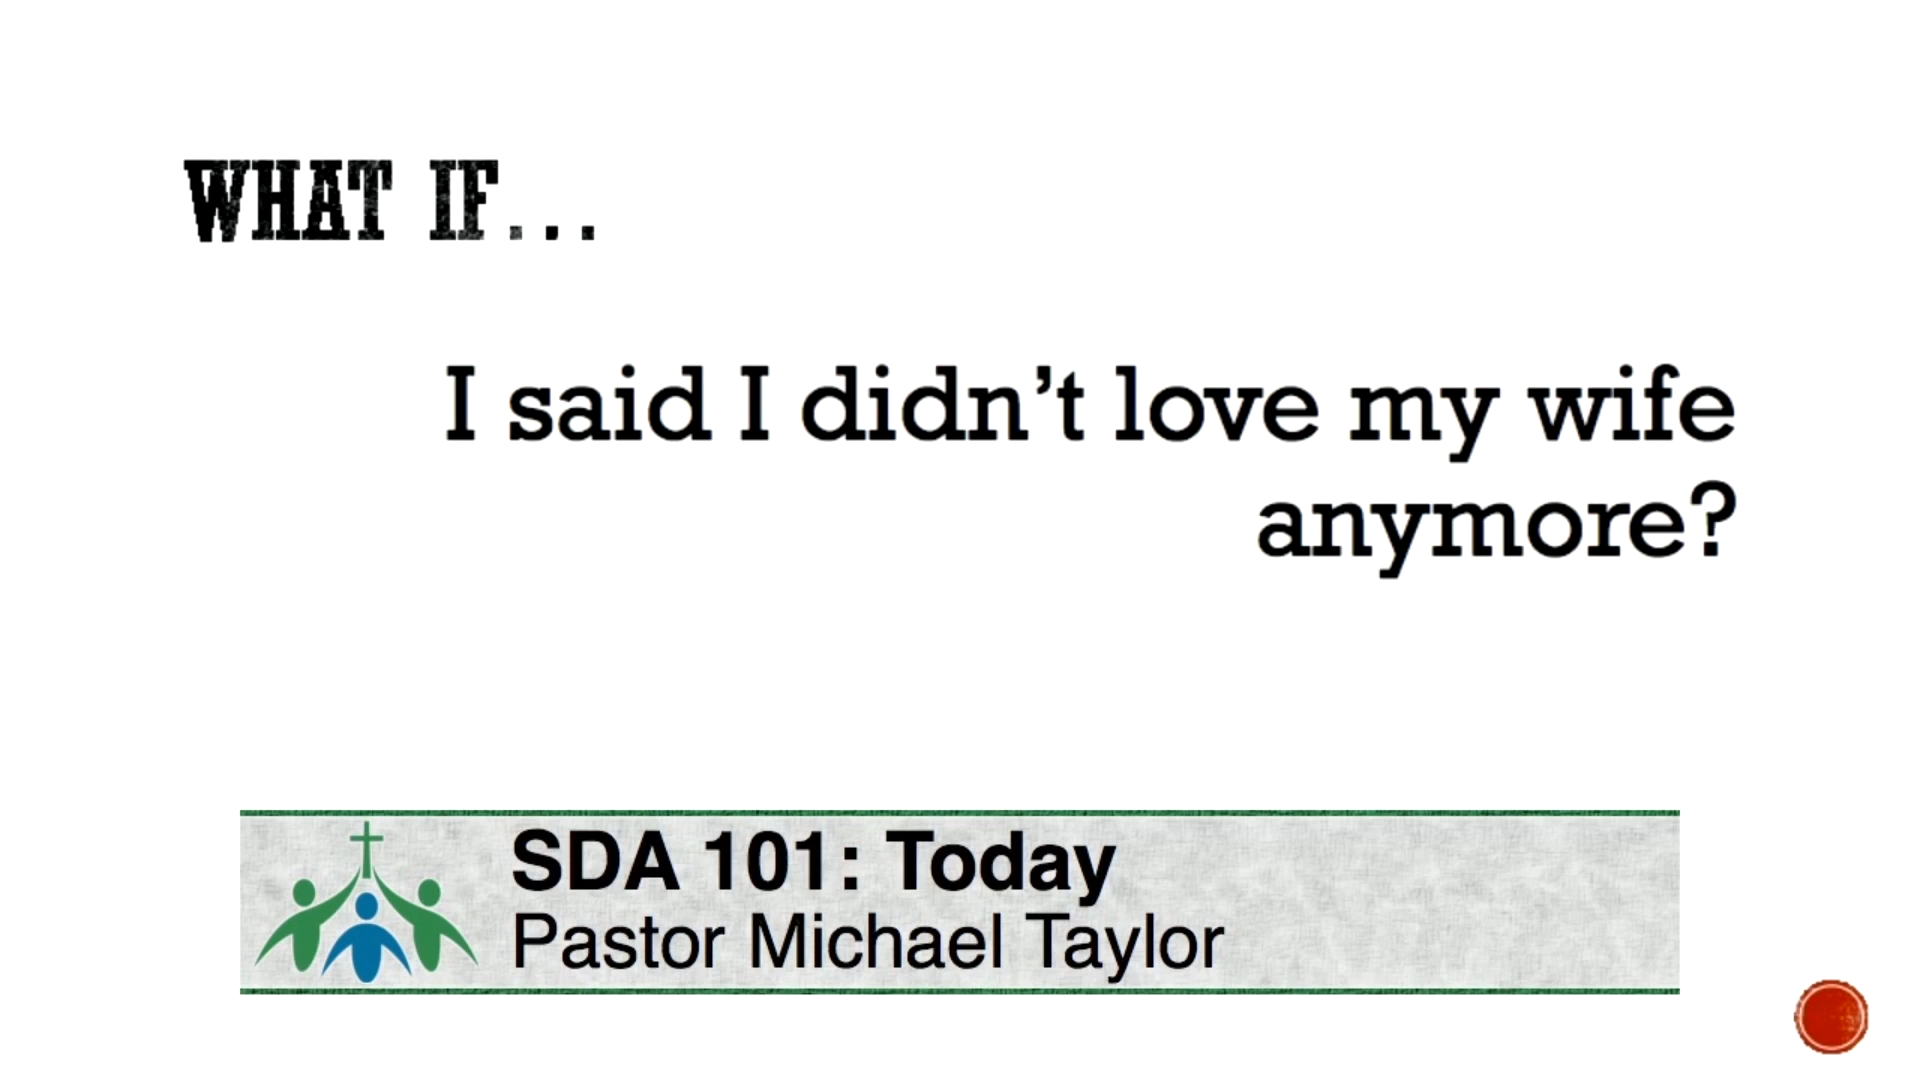 WHAT IF...
I said I didn’t love my wife
anymore?
SDA 101: Today
Pastor Michael Taylor